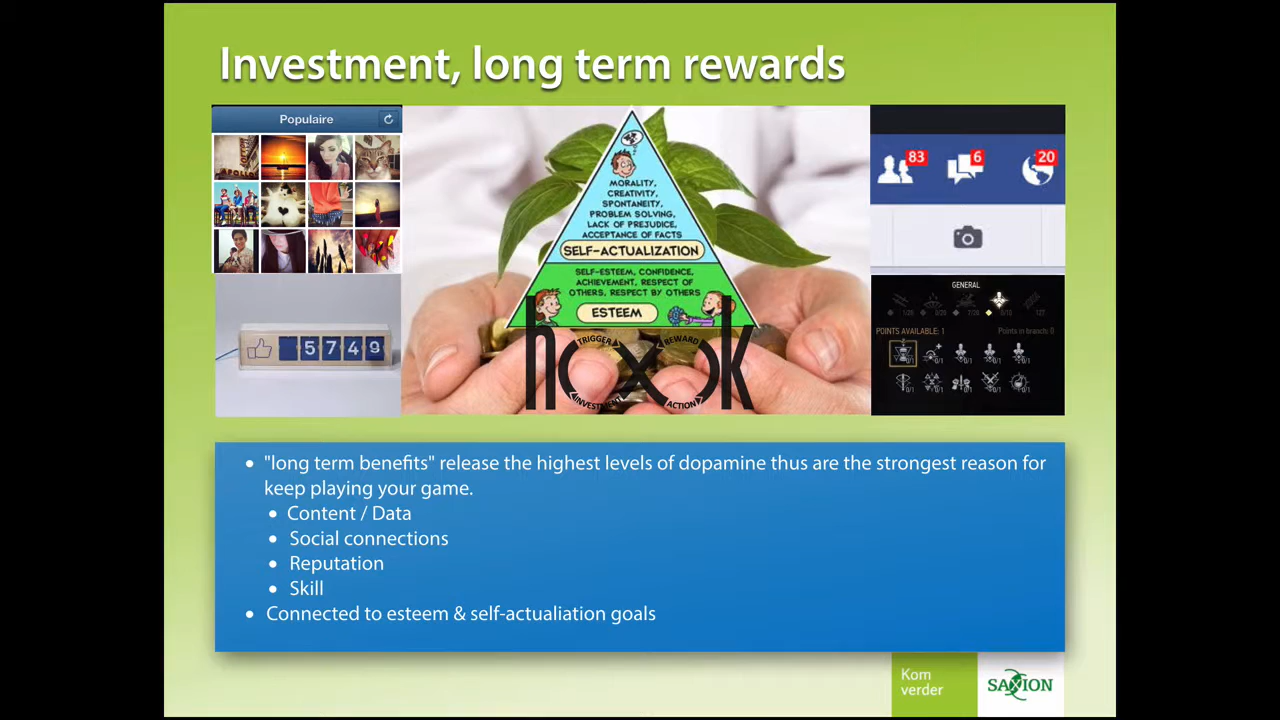 Investment, long term rewards
Populaire
83
6
20
MORALITY,
CREATIVITY,
SPONTANEITY,
PROBLEM SOLVING,
LACK OF PREJUDICE,
ACCEPTANCE OF FACTS
SELF-ACTUALIZATION
SELF-ESTEEM, CONFIDENCE,
ACHIEVEMENT, RESPECT OF
OTHERS, RESPECT BY OTHERS
ESTEEM
hook
TRIGGER
REWARD
INVESTMENT
ACTION
5749
GENERAL
POINTS AVAILABLE: 1
Points in branch: 0
"long term benefits" release the highest levels of dopamine thus are the strongest reason for
keep playing your game.
Content / Data
Social connections
Reputation
Skill
Connected to esteem & self-actualiation goals
Kom
verder
SAXION